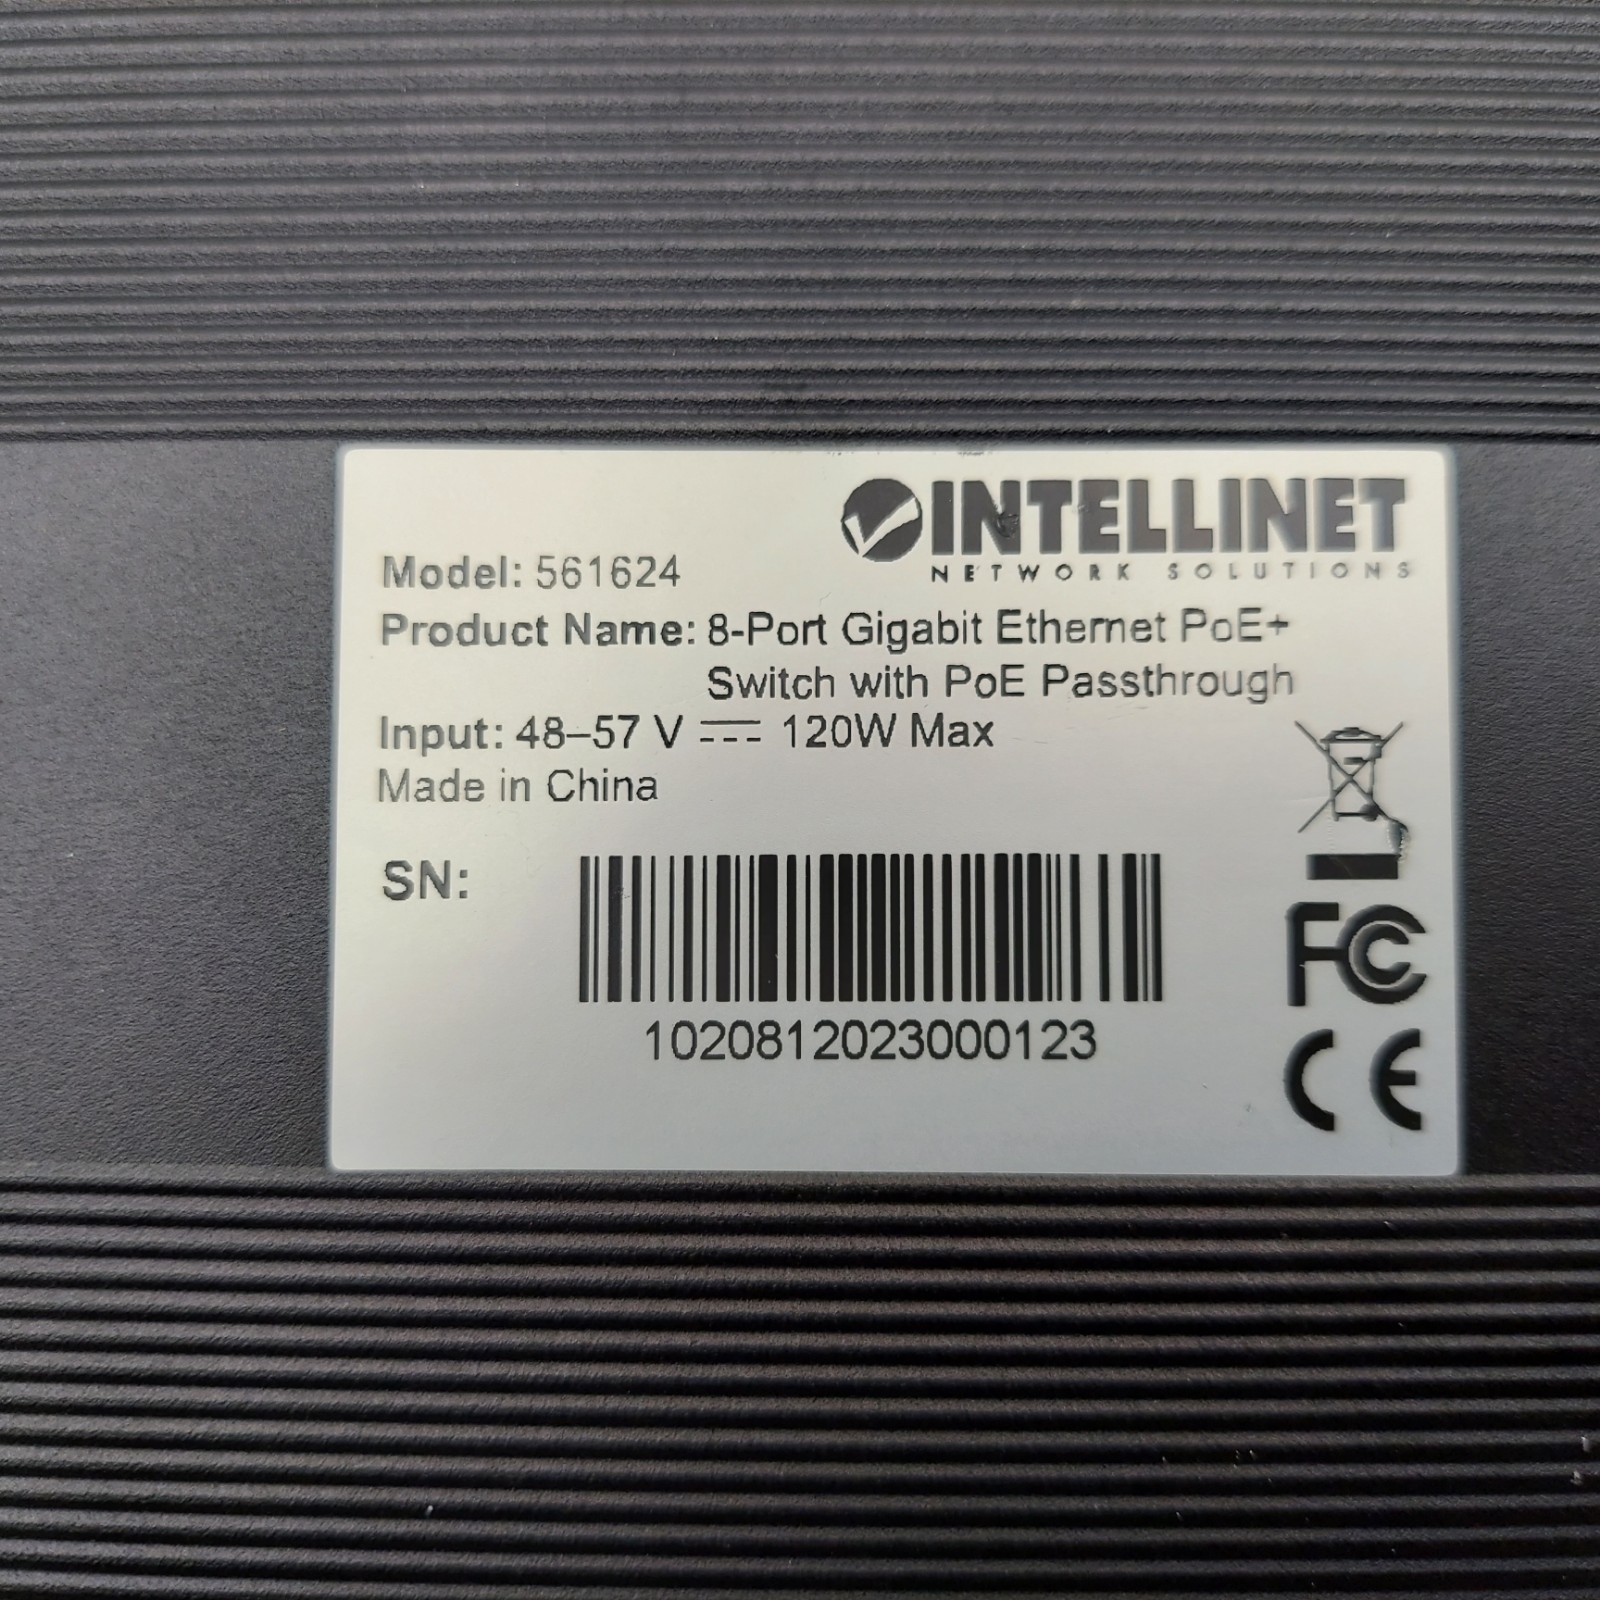 INTELLINET
NETWORK SOLUTIONS
Model: 561624
Product Name: 8-Port Gigabit Ethernet PoE+
Switch with PoE Passthrough
Input: 48–57 V ⎓ 120W Max
Made in China
SN:
1020812023000123
FC
CE